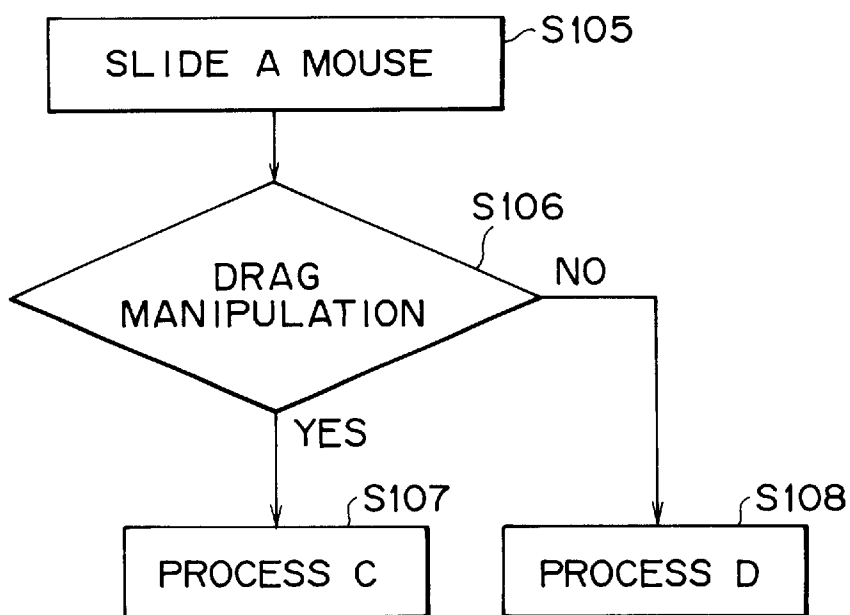 S105
SLIDE A MOUSE
S106
DRAG
MANIPULATION
NO
YES
S107
PROCESS C
S108
PROCESS D